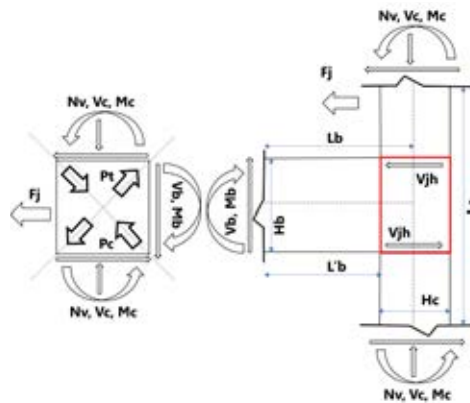 Nv, Vc, Mc
Fj
Nv, Vc, Mc
Lb
Pt
Fj
Vb, Mb
Vb, Mb
Hb
Vjh
Vjh
Pc
L'b
Hc
Nv, Vc, Mc
Nv, Vc, Mc